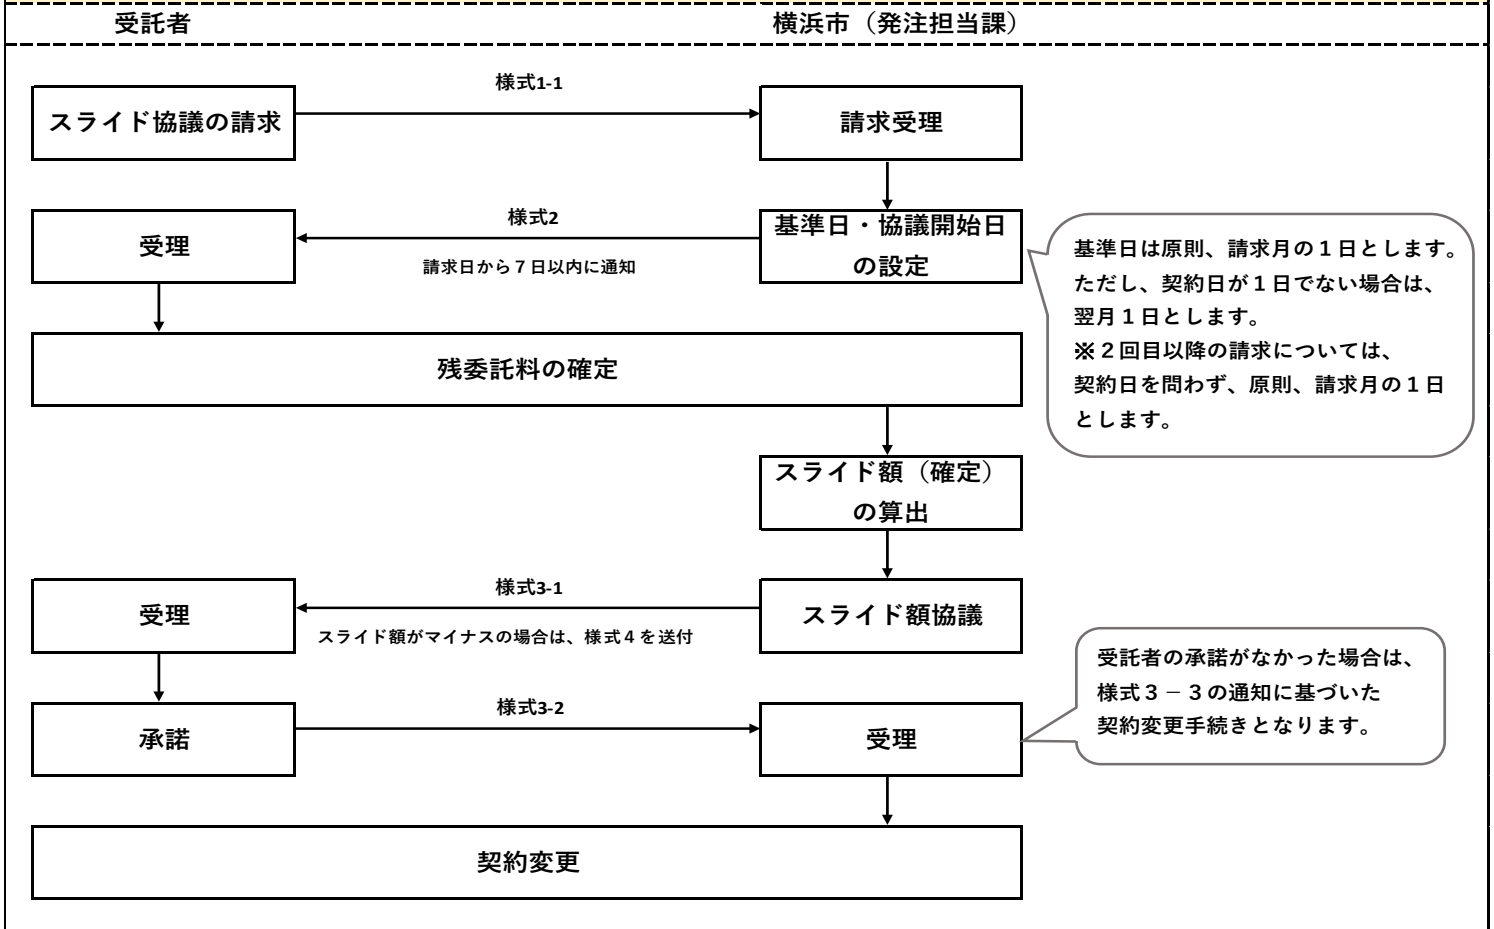 受託者
横浜市（発注担当課）
様式1-1
スライド協議の請求
請求受理
様式2
受理
請求日から７日以内に通知
基準日・協議開始日
の設定
基準日は原則、請求月の１日とします。
ただし、契約日が１日でない場合は、
翌月１日とします。
※２回目以降の請求については、
契約日を問わず、原則、請求月の１日
とします。
残委託料の確定
スライド額（確定）
の算出
様式3-1
受理
スライド額がマイナスの場合は、様式４を送付
スライド額協議
様式3-2
承諾
受理
受託者の承諾がなかった場合は、
様式３－３の通知に基づいた
契約変更手続きとなります。
契約変更